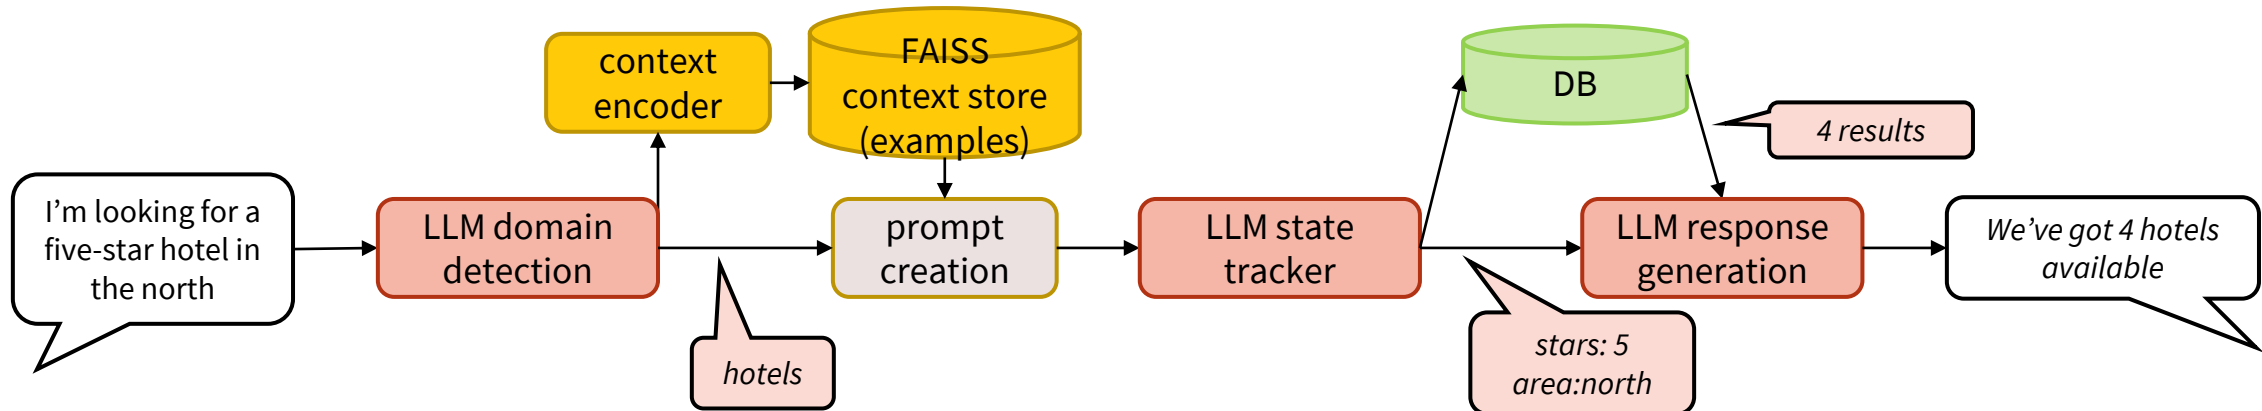 context
encoder
FAISS
context store
(examples)
DB
4 results
I'm looking for a
five-star hotel in
the north
LLM domain
detection
prompt
creation
LLM state
tracker
LLM response
generation
We've got 4 hotels
available
hotels
stars: 5
area:north